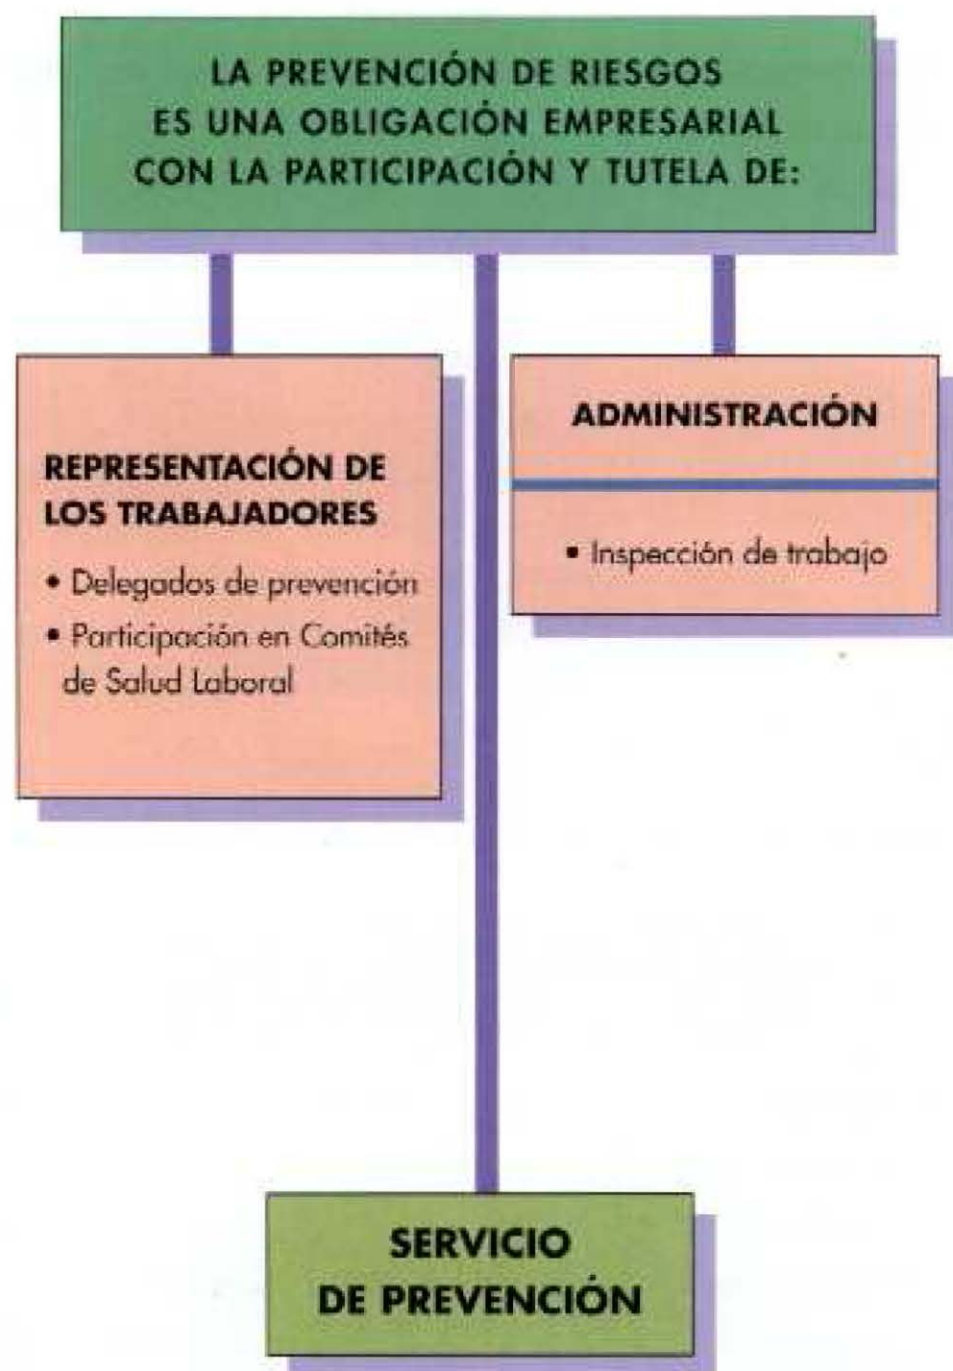 LA PREVENCIÓN DE RIESGOS
ES UNA OBLIGACIÓN EMPRESARIAL
CON LA PARTICIPACIÓN Y TUTELA DE:
REPRESENTACIÓN DE
LOS TRABAJADORES
• Delegados de prevención
• Participación en Comités
de Salud Laboral
ADMINISTRACIÓN
• Inspección de trabajo
SERVICIO
DE PREVENCIÓN